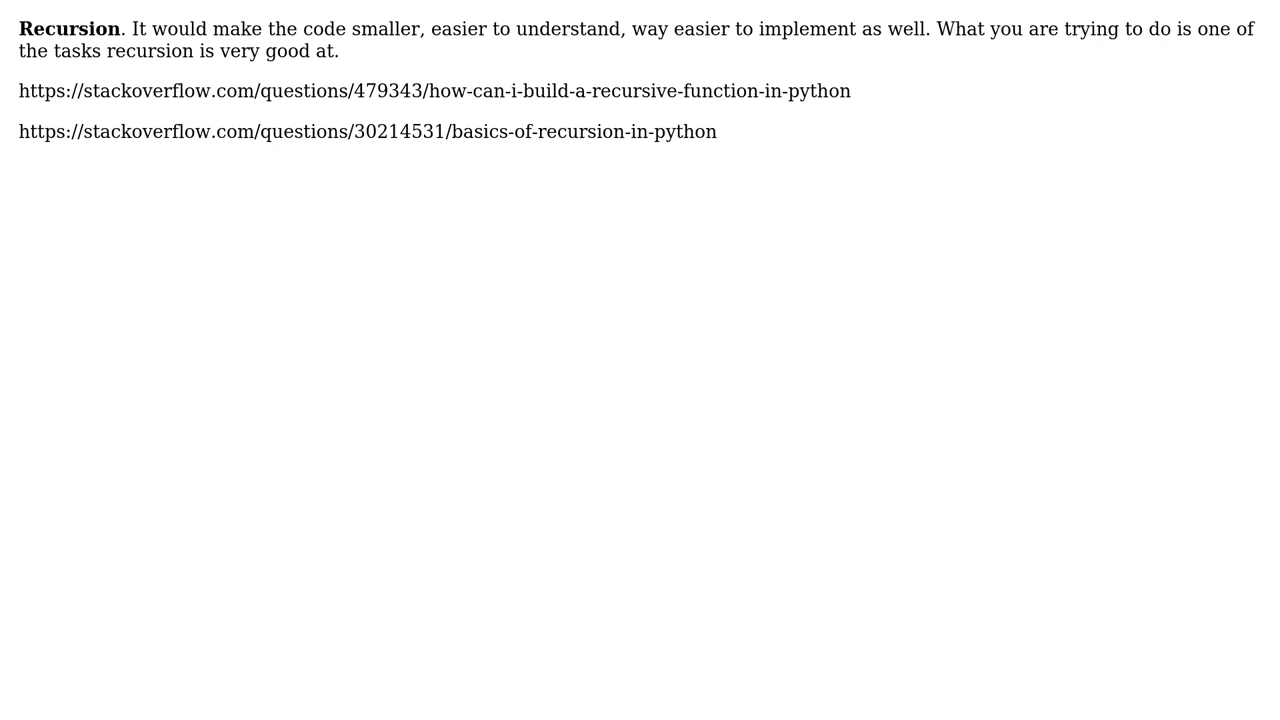 Recursion. It would make the code smaller, easier to understand, way easier to implement as well. What you are trying to do is one of
the tasks recursion is very good at.
https://stackoverflow.com/questions/479343/how-can-i-build-a-recursive-function-in-python
https://stackoverflow.com/questions/30214531/basics-of-recursion-in-python